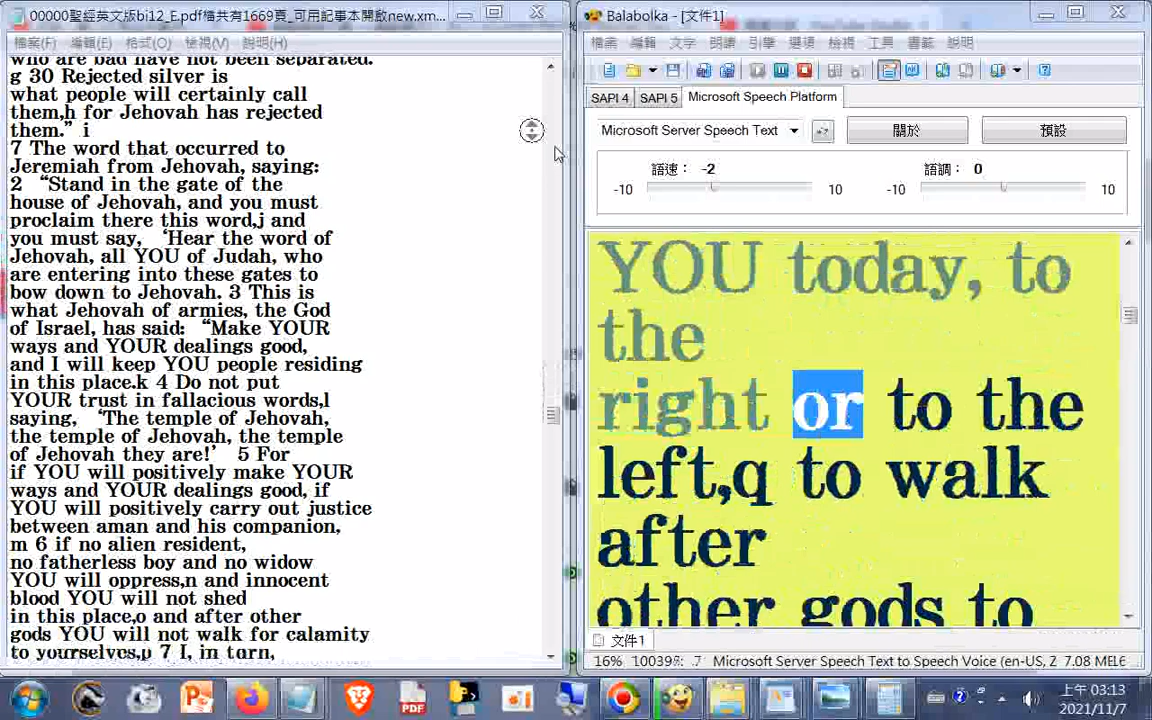 00000聖經英文版bi12_E.pdf檔共有1669頁_可用記事本開啟new.xm...
檔案(F) 編輯(E) 格式(O) 檢視(V) 說明(H)
who are bad have not been separated.
g 30 Rejected silver is
what people will certainly call
them,h for Jehovah has rejected
them.” i
7 The word that occurred to
Jeremiah from Jehovah, saying:
2 “Stand in the gate of the
house of Jehovah, and you must
proclaim there this word,j and
you must say, ‘Hear the word of
Jehovah, all YOU of Judah, who
are entering into these gates to
bow down to Jehovah. 3 This is
what Jehovah of armies, the God
of Israel, has said: “Make YOUR
ways and YOUR dealings good,
and I will keep YOU people residing
in this place.k 4 Do not put
YOUR trust in fallacious words,l
saying, ‘The temple of Jehovah,
the temple of Jehovah, the temple
of Jehovah they are!’ 5 For
if YOU will positively make YOUR
ways and YOUR dealings good, if
YOU will positively carry out justice
between aman and his companion,
m 6 if no alien resident,
no fatherless boy and no widow
YOU will oppress,n and innocent
blood YOU will not shed
in this place,o and after other
gods YOU will not walk for calamity
to yourselves,p 7 I, in turn,
Balabolka - [文件1]
檔案 編輯 文字 朗讀 引擎 選項 檢視 工具 書籤 說明
SAPI 4 SAPI 5 Microsoft Speech Platform
Microsoft Server Speech Text 關於 預設
語速： -2 語調： 0
-10 10 -10 10
YOU today, to
the
right or to the
left,q to walk
after
other gods to
文件1
16% Microsoft Server Speech Text to Speech Voice (en-US, Z 7.08 МБ
PDF
上午 03:13
2021/11/7